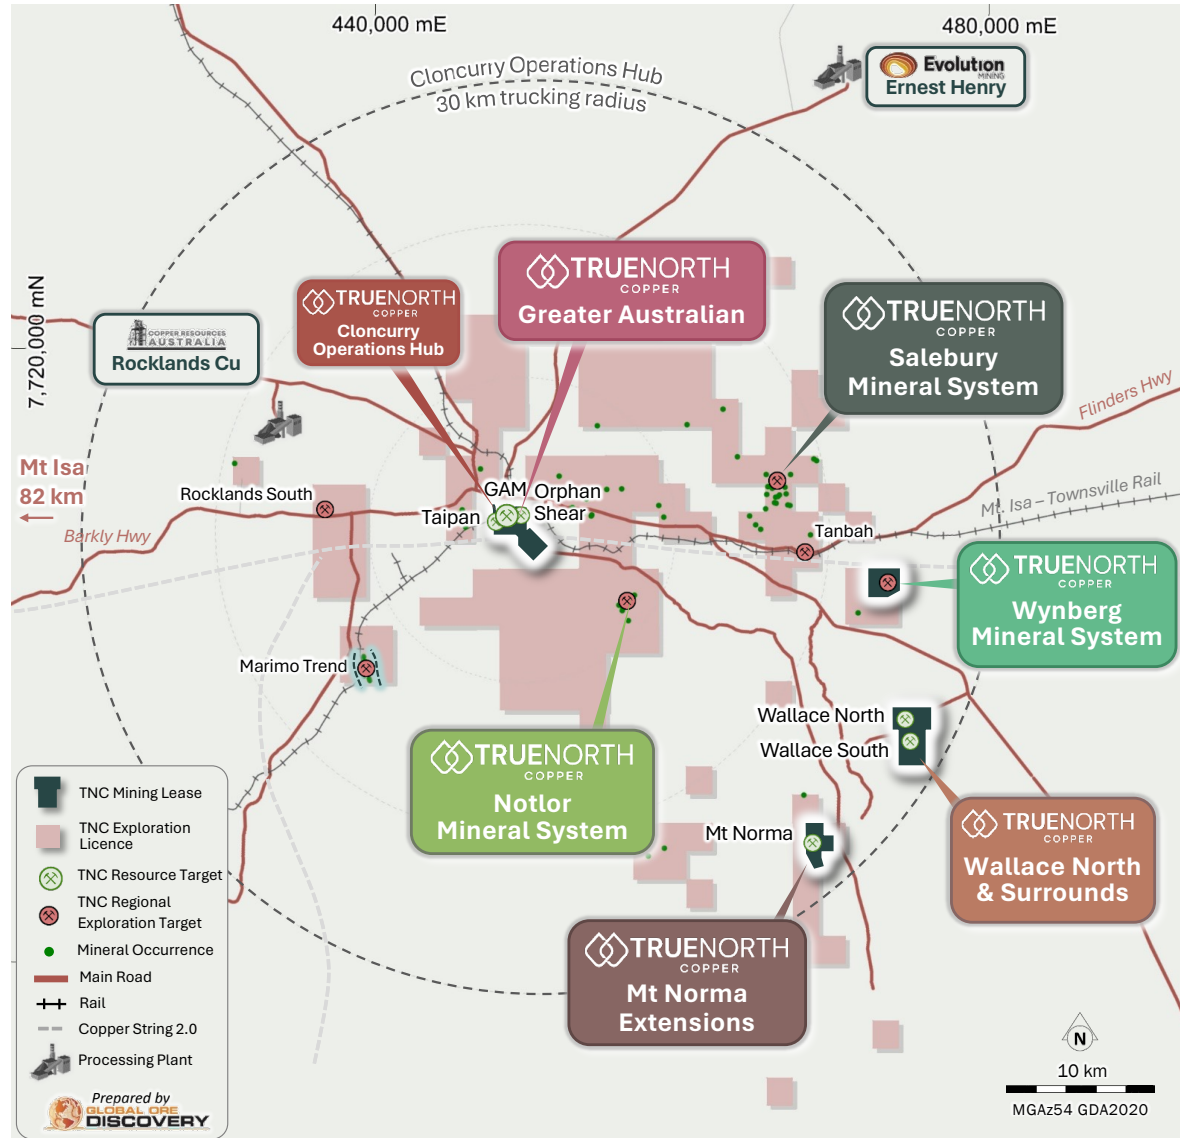 440,000 mE
480,000 mE
Cloncurry Operations Hub
30 km trucking radius
Evolution
MINING
Ernest Henry
7,720,000 mN
TRUENORTH
COPPER
Greater Australian
TRUENORTH
COPPER
Cloncurry
Operations Hub
TRUENORTH
COPPER
Salebury
Mineral System
COPPER RESOURCES
AUSTRALIA
Rocklands Cu
Flinders Hwy
Mt Isa
82 km
Rocklands South
GAM
Orphan
Shear
Taipan
Mt. Isa – Townsville Rail
Barkly Hwy
Tanbah
TRUENORTH
COPPER
Wynberg
Mineral System
Marimo Trend
Wallace North
Wallace South
TRUENORTH
COPPER
Notlor
Mineral System
Mt Norma
TRUENORTH
COPPER
Wallace North
& Surrounds
TRUENORTH
COPPER
Mt Norma
Extensions
TNC Mining Lease
TNC Exploration
Licence
TNC Resource Target
TNC Regional
Exploration Target
Mineral Occurrence
Main Road
Rail
Copper String 2.0
Processing Plant
Prepared by
GLOBAL ORE
DISCOVERY
N
10 km
MGAz54 GDA2020